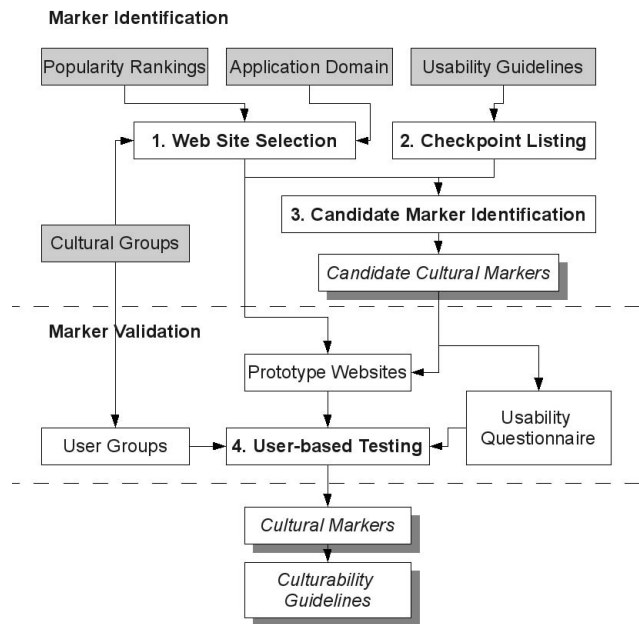 Marker Identification
Popularity Rankings
Application Domain
Usability Guidelines
1. Web Site Selection
2. Checkpoint Listing
3. Candidate Marker Identification
Cultural Groups
Candidate Cultural Markers
Marker Validation
Prototype Websites
User Groups
4. User-based Testing
Usability
Questionnaire
Cultural Markers
Culturability
Guidelines